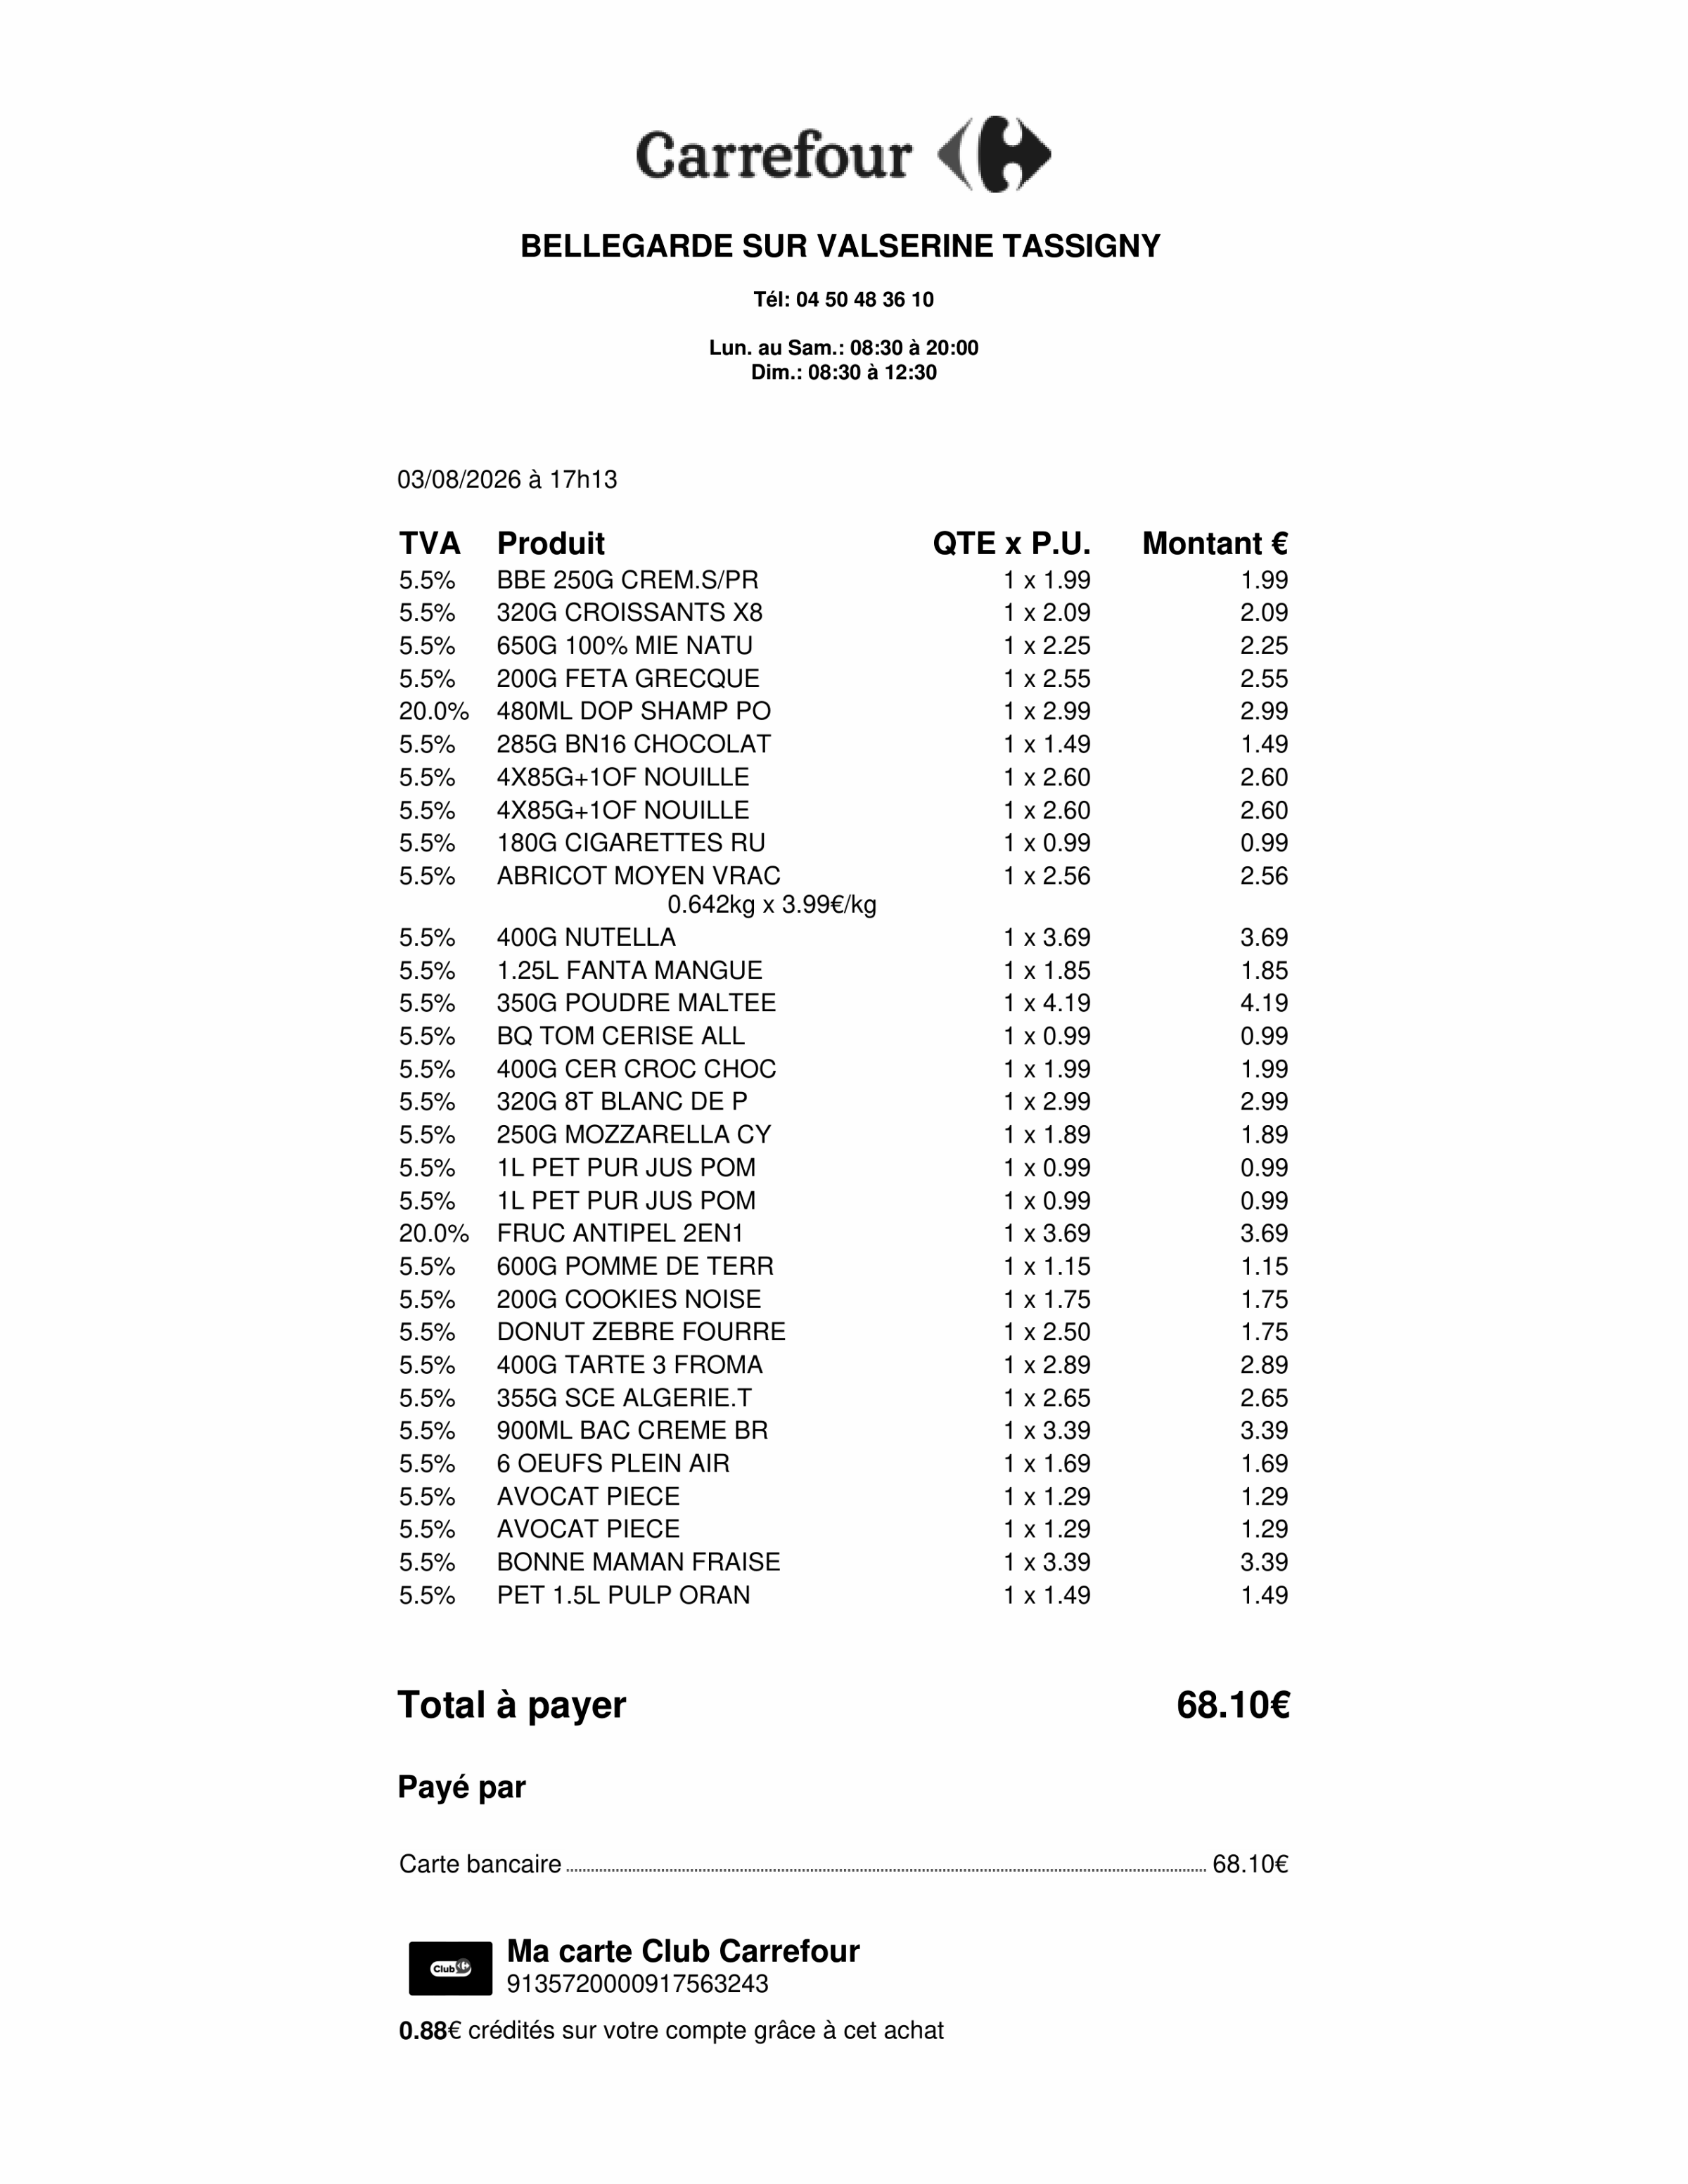 Carrefour
BELLEGARDE SUR VALSERINE TASSIGNY
Tél: 04 50 48 36 10
Lun. au Sam.: 08:30 à 20:00
Dim.: 08:30 à 12:30
03/08/2026 à 17h13
TVA Produit QTE x P.U. Montant €
5.5% BBE 250G CREM.S/PR 1 x 1.99 1.99
5.5% 320G CROISSANTS X8 1 x 2.09 2.09
5.5% 650G 100% MIE NATU 1 x 2.25 2.25
5.5% 200G FETA GRECQUE 1 x 2.55 2.55
20.0% 480ML DOP SHAMP PO 1 x 2.99 2.99
5.5% 285G BN16 CHOCOLAT 1 x 1.49 1.49
5.5% 4X85G+1OF NOUILLE 1 x 2.60 2.60
5.5% 4X85G+1OF NOUILLE 1 x 2.60 2.60
5.5% 180G CIGARETTES RU 1 x 0.99 0.99
5.5% ABRICOT MOYEN VRAC 1 x 2.56 2.56
0.642kg x 3.99€/kg
5.5% 400G NUTELLA 1 x 3.69 3.69
5.5% 1.25L FANTA MANGUE 1 x 1.85 1.85
5.5% 350G POUDRE MALTEE 1 x 4.19 4.19
5.5% BQ TOM CERISE ALL 1 x 0.99 0.99
5.5% 400G CER CROC CHOC 1 x 1.99 1.99
5.5% 320G 8T BLANC DE P 1 x 2.99 2.99
5.5% 250G MOZZARELLA CY 1 x 1.89 1.89
5.5% 1L PET PUR JUS POM 1 x 0.99 0.99
5.5% 1L PET PUR JUS POM 1 x 0.99 0.99
20.0% FRUC ANTIPEL 2EN1 1 x 3.69 3.69
5.5% 600G POMME DE TERR 1 x 1.15 1.15
5.5% 200G COOKIES NOISE 1 x 1.75 1.75
5.5% DONUT ZEBRE FOURRE 1 x 2.50 1.75
5.5% 400G TARTE 3 FROMA 1 x 2.89 2.89
5.5% 355G SCE ALGERIE.T 1 x 2.65 2.65
5.5% 900ML BAC CREME BR 1 x 3.39 3.39
5.5% 6 OEUFS PLEIN AIR 1 x 1.69 1.69
5.5% AVOCAT PIECE 1 x 1.29 1.29
5.5% AVOCAT PIECE 1 x 1.29 1.29
5.5% BONNE MAMAN FRAISE 1 x 3.39 3.39
5.5% PET 1.5L PULP ORAN 1 x 1.49 1.49
Total à payer 68.10€
Payé par
Carte bancaire 68.10€
Club
Ma carte Club Carrefour
9135720000917563243
0.88€ crédités sur votre compte grâce à cet achat